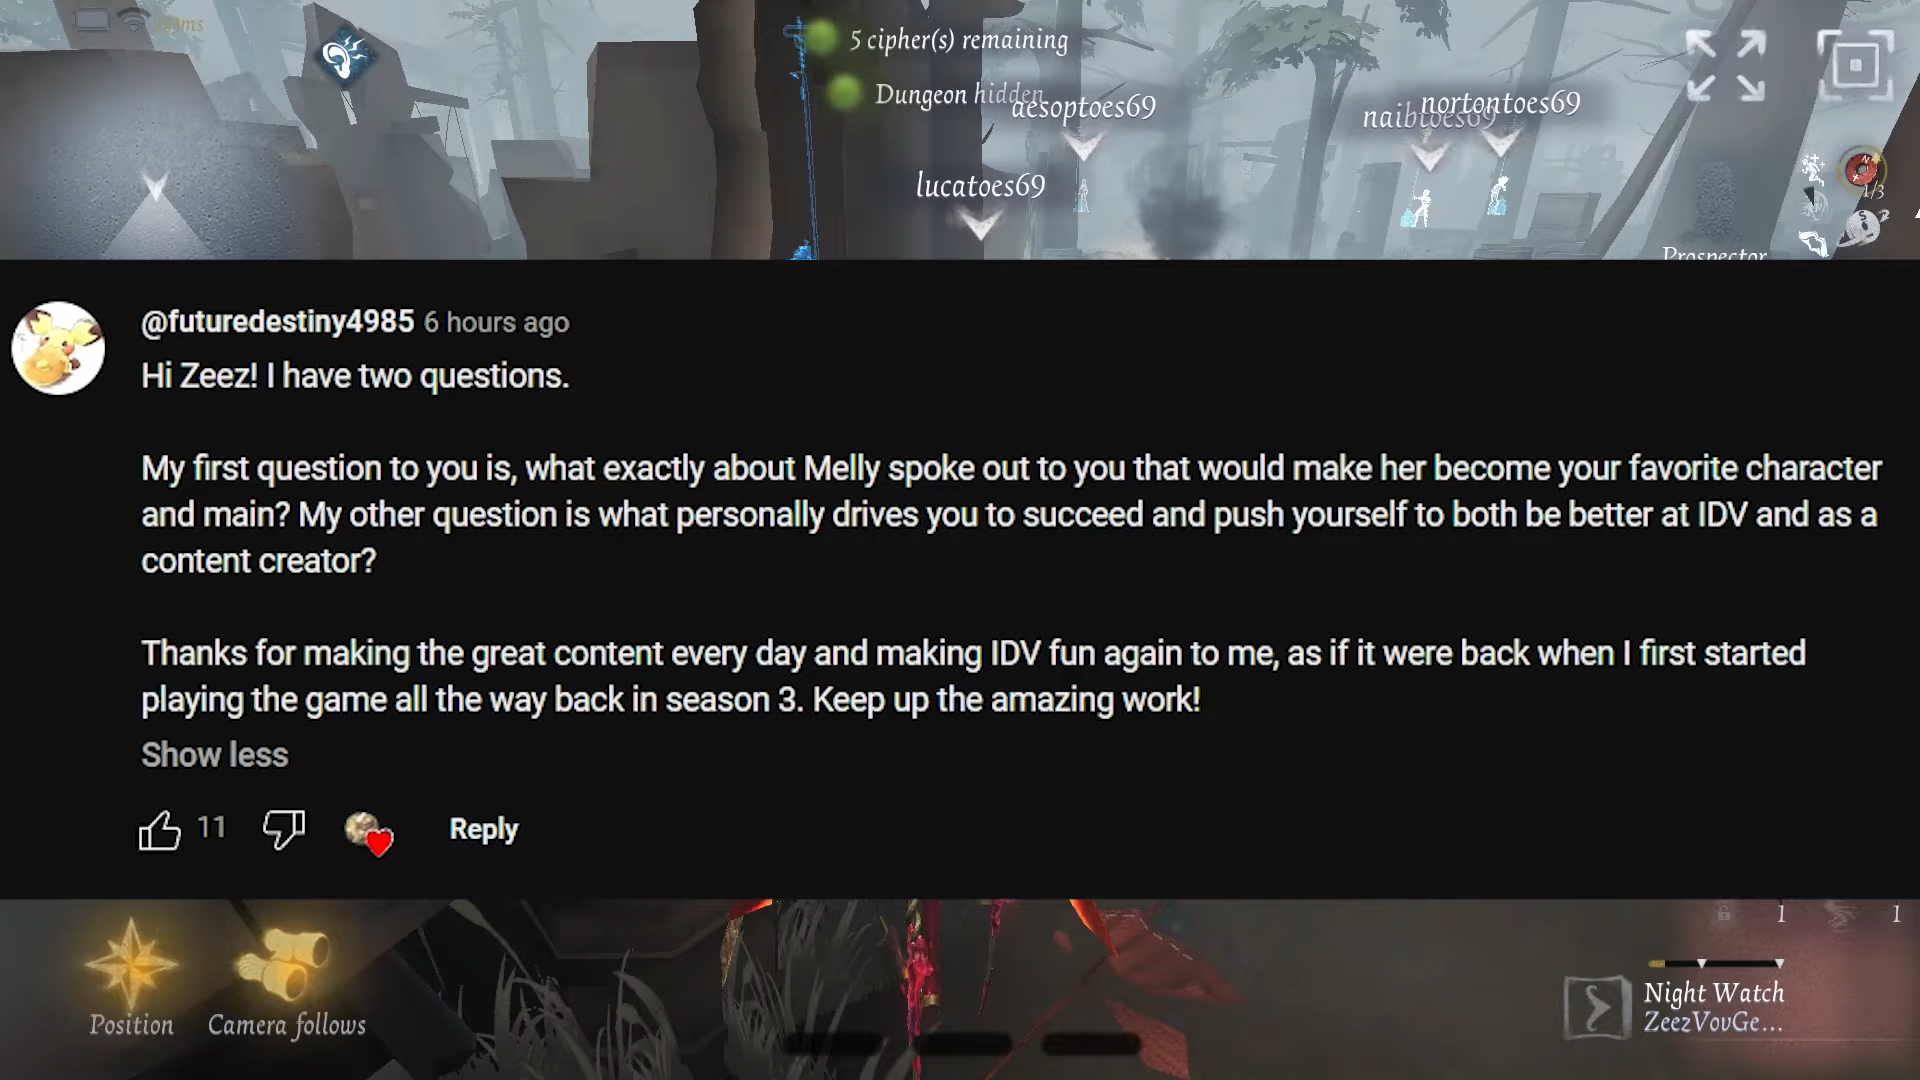 5 cipher(s) remaining
Dungeon hidden
aesoptoes69
naibtoes69
nortontoes69
lucatoes69
1/3
Prospector
@futuredestiny4985 6 hours ago
Hi Zeez! I have two questions.
My first question to you is, what exactly about Melly spoke out to you that would make her become your favorite character
and main? My other question is what personally drives you to succeed and push yourself to both be better at IDV and as a
content creator?
Thanks for making the great content every day and making IDV fun again to me, as if it were back when I first started
playing the game all the way back in season 3. Keep up the amazing work!
Show less
11
Reply
1 1
Position
Camera follows
Night Watch
ZeezVovGe...